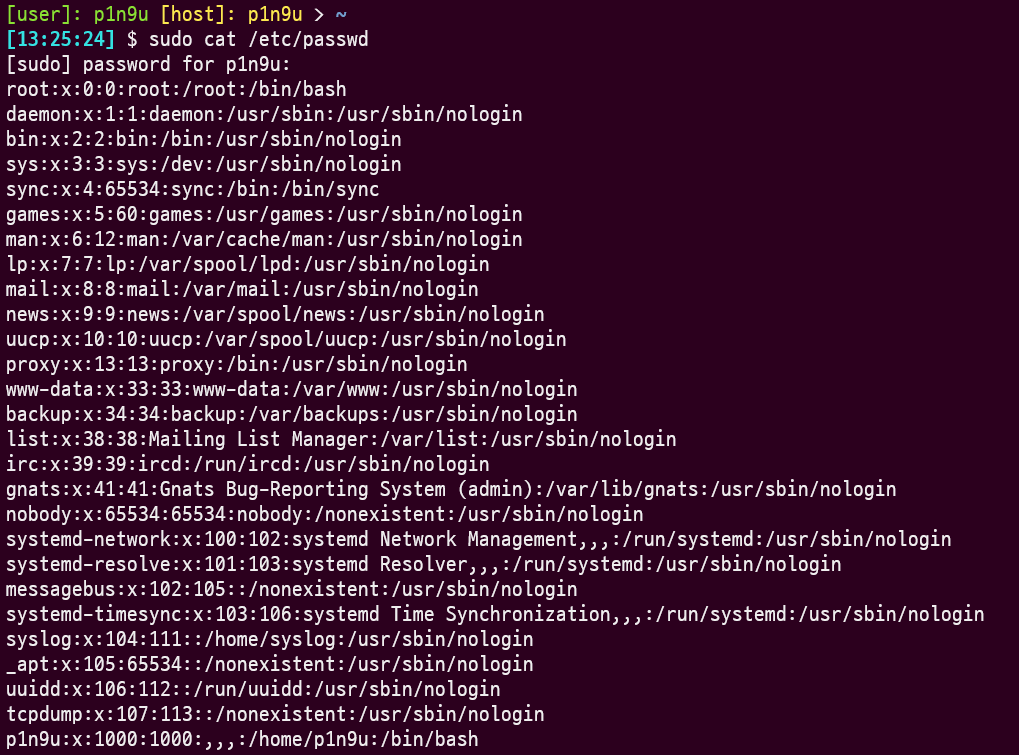 [user]: p1n9u [host]: p1n9u > ~
[13:25:24] $ sudo cat /etc/passwd
[sudo] password for p1n9u:
root:x:0:0:root:/root:/bin/bash
daemon:x:1:1:daemon:/usr/sbin:/usr/sbin/nologin
bin:x:2:2:bin:/bin:/usr/sbin/nologin
sys:x:3:3:sys:/dev:/usr/sbin/nologin
sync:x:4:65534:sync:/bin:/bin/sync
games:x:5:60:games:/usr/games:/usr/sbin/nologin
man:x:6:12:man:/var/cache/man:/usr/sbin/nologin
lp:x:7:7:lp:/var/spool/lpd:/usr/sbin/nologin
mail:x:8:8:mail:/var/mail:/usr/sbin/nologin
news:x:9:9:news:/var/spool/news:/usr/sbin/nologin
uucp:x:10:10:uucp:/var/spool/uucp:/usr/sbin/nologin
proxy:x:13:13:proxy:/bin:/usr/sbin/nologin
www-data:x:33:33:www-data:/var/www:/usr/sbin/nologin
backup:x:34:34:backup:/var/backups:/usr/sbin/nologin
list:x:38:38:Mailing List Manager:/var/list:/usr/sbin/nologin
irc:x:39:39:ircd:/run/ircd:/usr/sbin/nologin
gnats:x:41:41:Gnats Bug-Reporting System (admin):/var/lib/gnats:/usr/sbin/nologin
nobody:x:65534:65534:nobody:/nonexistent:/usr/sbin/nologin
systemd-network:x:100:102:systemd Network Management,,,:/run/systemd:/usr/sbin/nologin
systemd-resolve:x:101:103:systemd Resolver,,,:/run/systemd:/usr/sbin/nologin
messagebus:x:102:105::/nonexistent:/usr/sbin/nologin
systemd-timesync:x:103:106:systemd Time Synchronization,,,:/run/systemd:/usr/sbin/nologin
syslog:x:104:111::/home/syslog:/usr/sbin/nologin
_apt:x:105:65534::/nonexistent:/usr/sbin/nologin
uuidd:x:106:112::/run/uuidd:/usr/sbin/nologin
tcpdump:x:107:113::/nonexistent:/usr/sbin/nologin
p1n9u:x:1000:1000:,,,:/home/p1n9u:/bin/bash